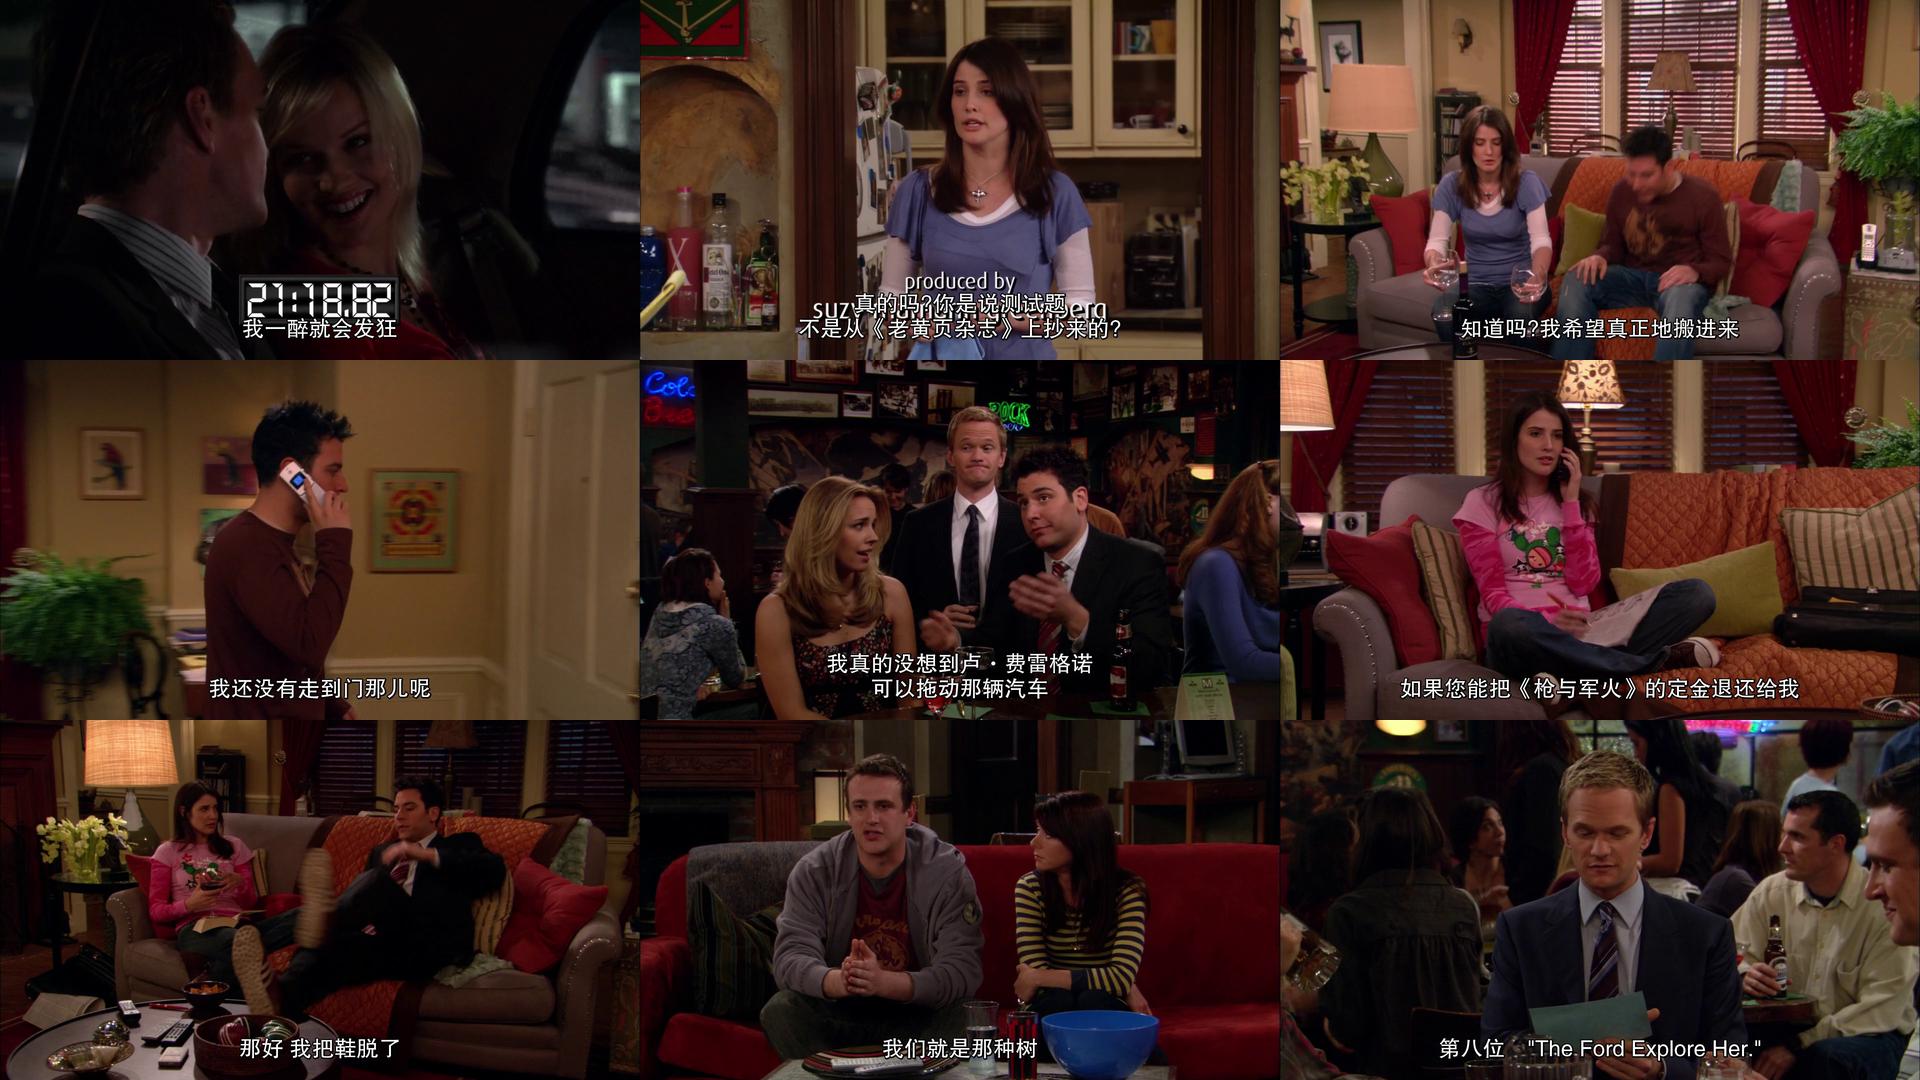 21:18.82
我一醉就会发狂
produced by
真的吗?你是说测试题
不是从《老黄页杂志》上抄来的?
知道吗?我希望真正地搬进来
我还没有走到门那儿呢
ROCK
我真的没想到卢·费雷格诺
可以拖动那辆汽车
如果您能把《枪与军火》的定金退还给我
那好 我把鞋脱了
我们就是那种树
第八位 "The Ford Explore Her."